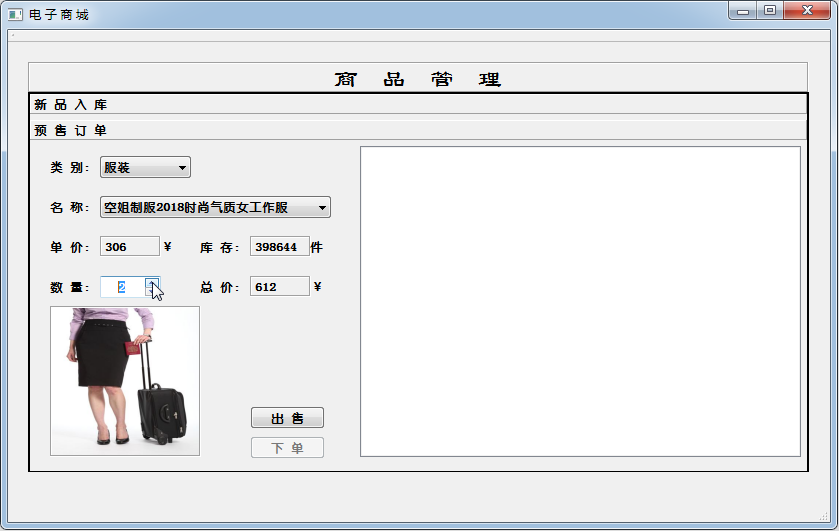 电子商城
商 品 管 理
新 品 入 库
预 售 订 单
类 别： 服装
名 称： 空姐制服2018时尚气质女工作服
单 价： 306 ¥ 库 存： 398644 件
数 量： 2 总 价： 612 ¥
出 售
下 单